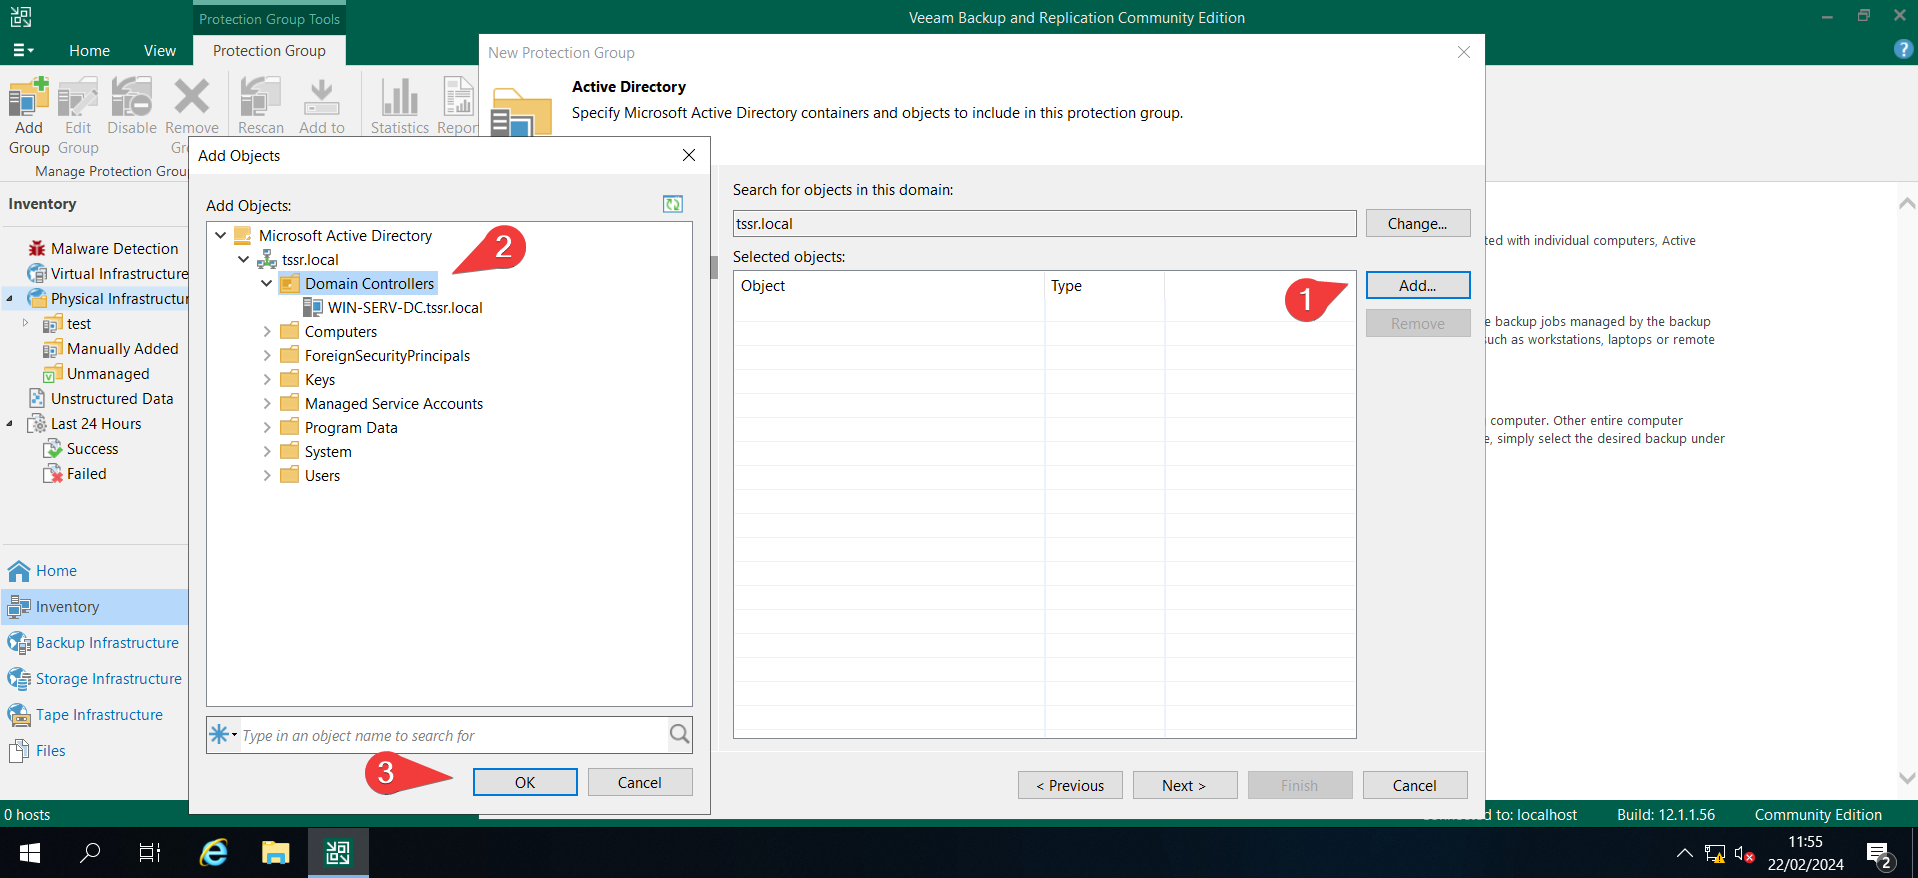 Protection Group Tools
Veeam Backup and Replication Community Edition
Home
View
Protection Group
?
Add Group
Edit Group
Disable
Remove
Rescan
Add to
Statistics
Report
Manage Protection Grou
New Protection Group
Active Directory
Specify Microsoft Active Directory containers and objects to include in this protection group.
Inventory
Malware Detection
Virtual Infrastructure
Physical Infrastructur
test
Manually Added
Unmanaged
Unstructured Data
Last 24 Hours
Success
Failed
Home
Inventory
Backup Infrastructure
Storage Infrastructure
Tape Infrastructure
Files
Add Objects
Add Objects:
Microsoft Active Directory
tssr.local
Domain Controllers
WIN-SERV-DC.tssr.local
Computers
ForeignSecurityPrincipals
Keys
Managed Service Accounts
Program Data
System
Users
2
Type in an object name to search for
3
OK
Cancel
Search for objects in this domain:
tssr.local
Change...
Selected objects:
Object
Type
1
Add...
Remove
< Previous
Next >
Finish
Cancel
ted with individual computers, Active
e backup jobs managed by the backup
uch as workstations, laptops or remote
computer. Other entire computer
e, simply select the desired backup under
0 hosts
d to: localhost
Build: 12.1.1.56
Community Edition
11:55
22/02/2024
2